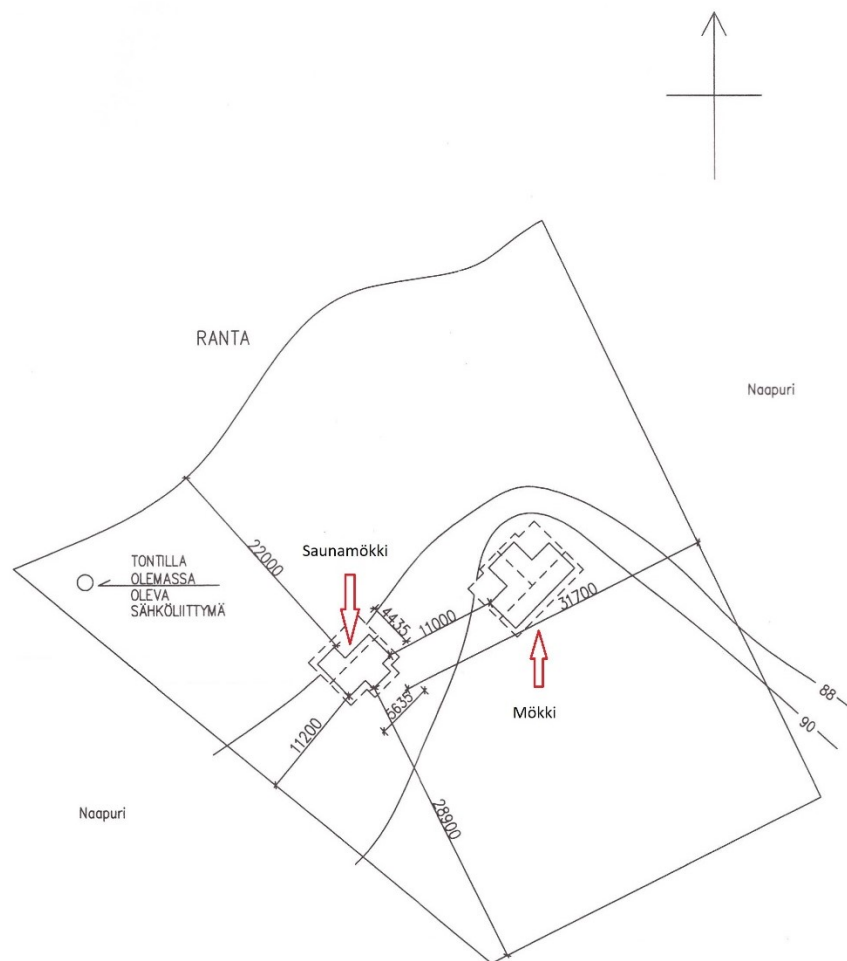 RANTA
Naapuri
22000
Saunamökki
TONTILLA
OLEMASSA
OLEVA
SÄHKÖLIITTYMÄ
4435
11000
31700
88
5635
Mökki
90
11200
28900
Naapuri